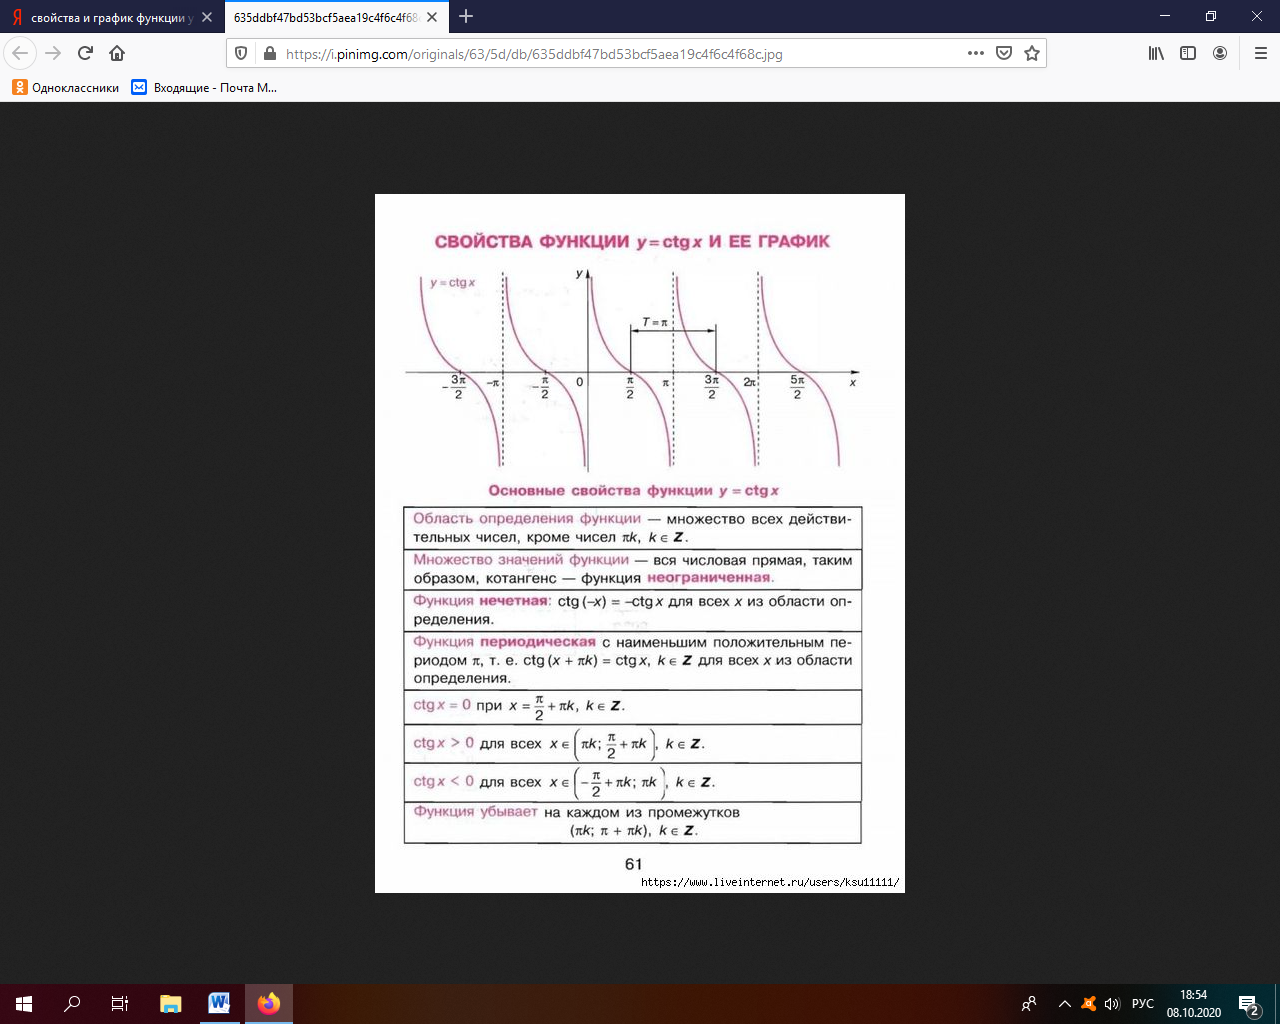 свойства и график функции у
635ddbf47bd53bcf5aea19c4f6c4f68
https://i.pinimg.com/originals/63/5d/db/635ddbf47bd53bcf5aea19c4f6c4f68c.jpg
Одноклассники
Входящие - Почта М...
СВОЙСТВА ФУНКЦИИ y = ctg x И ЕЕ ГРАФИК
y = ctg x
y
T = π
-3π/2 -π -π/2 0 π/2 π 3π/2 2π 5π/2 x
Основные свойства функции y = ctg x
Область определения функции — множество всех действи-
тельных чисел, кроме чисел πk, k ∈ Z.
Множество значений функции — вся числовая прямая, таким
образом, котангенс — функция неограниченная.
Функция нечетная: ctg (–x) = –ctg x для всех x из области оп-
ределения.
Функция периодическая с наименьшим положительным пе-
риодом π, т. е. ctg (x + πk) = ctg x, k ∈ Z для всех x из области
определения.
ctg x = 0 при x = π/2 + πk, k ∈ Z.
ctg x > 0 для всех x ∈ (πk; π/2 + πk), k ∈ Z.
ctg x < 0 для всех x ∈ (-π/2 + πk; πk), k ∈ Z.
Функция убывает на каждом из промежутков
(πk; π + πk), k ∈ Z.
61
https://www.liveinternet.ru/users/ksu11111/
РУС
18:54
08.10.2020
2